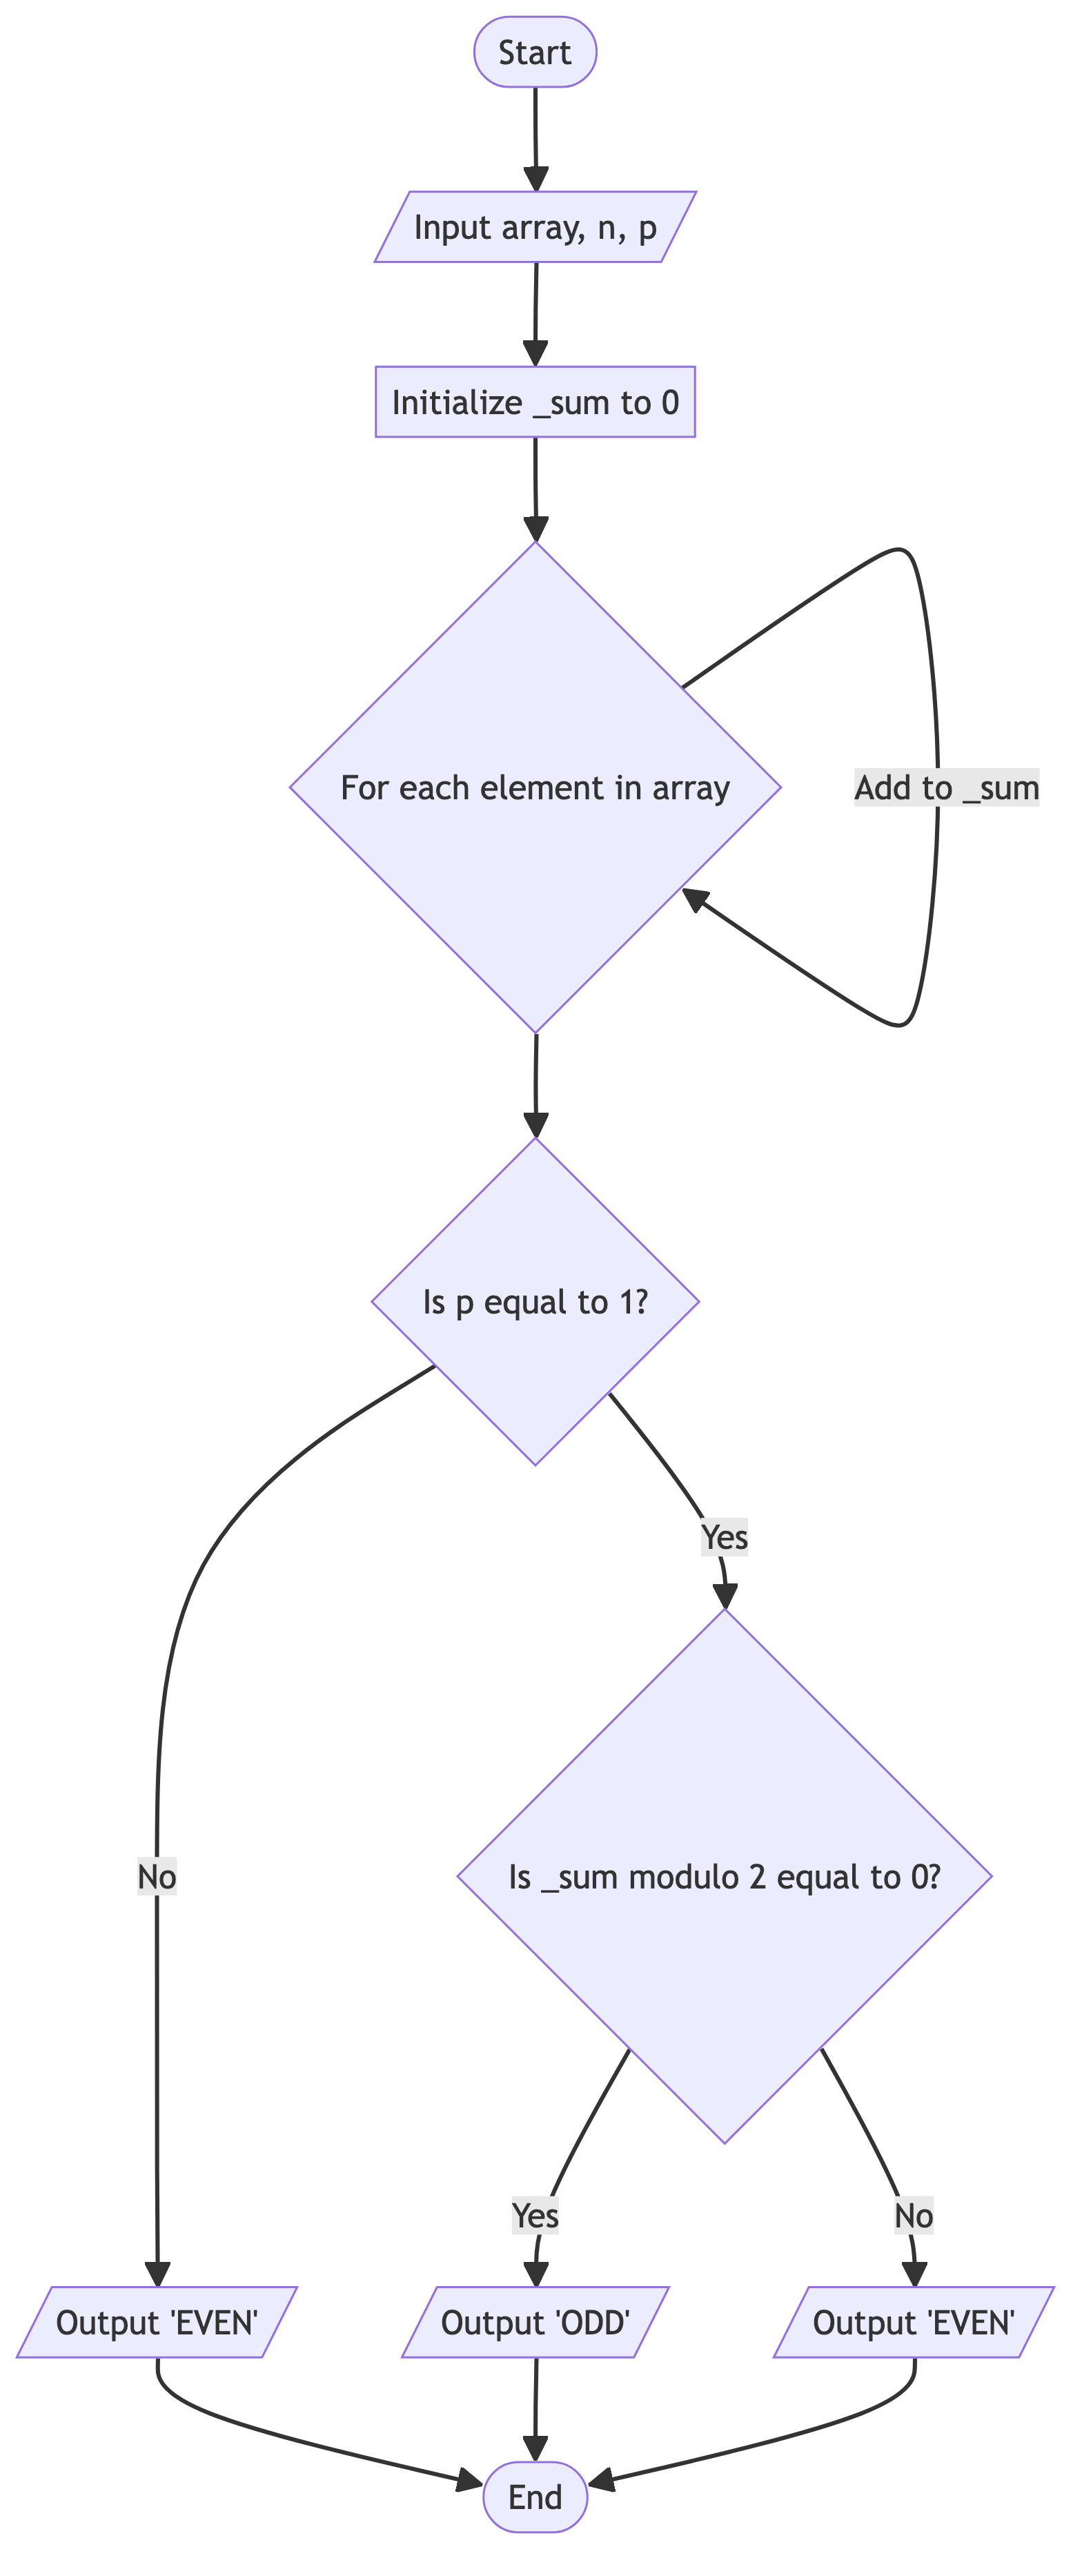 Start
Input array, n, p
Initialize _sum to 0
For each element in array
Add to _sum
Is p equal to 1?
Yes
No
Is _sum modulo 2 equal to 0?
Yes
No
Output 'EVEN'
Output 'ODD'
Output 'EVEN'
End